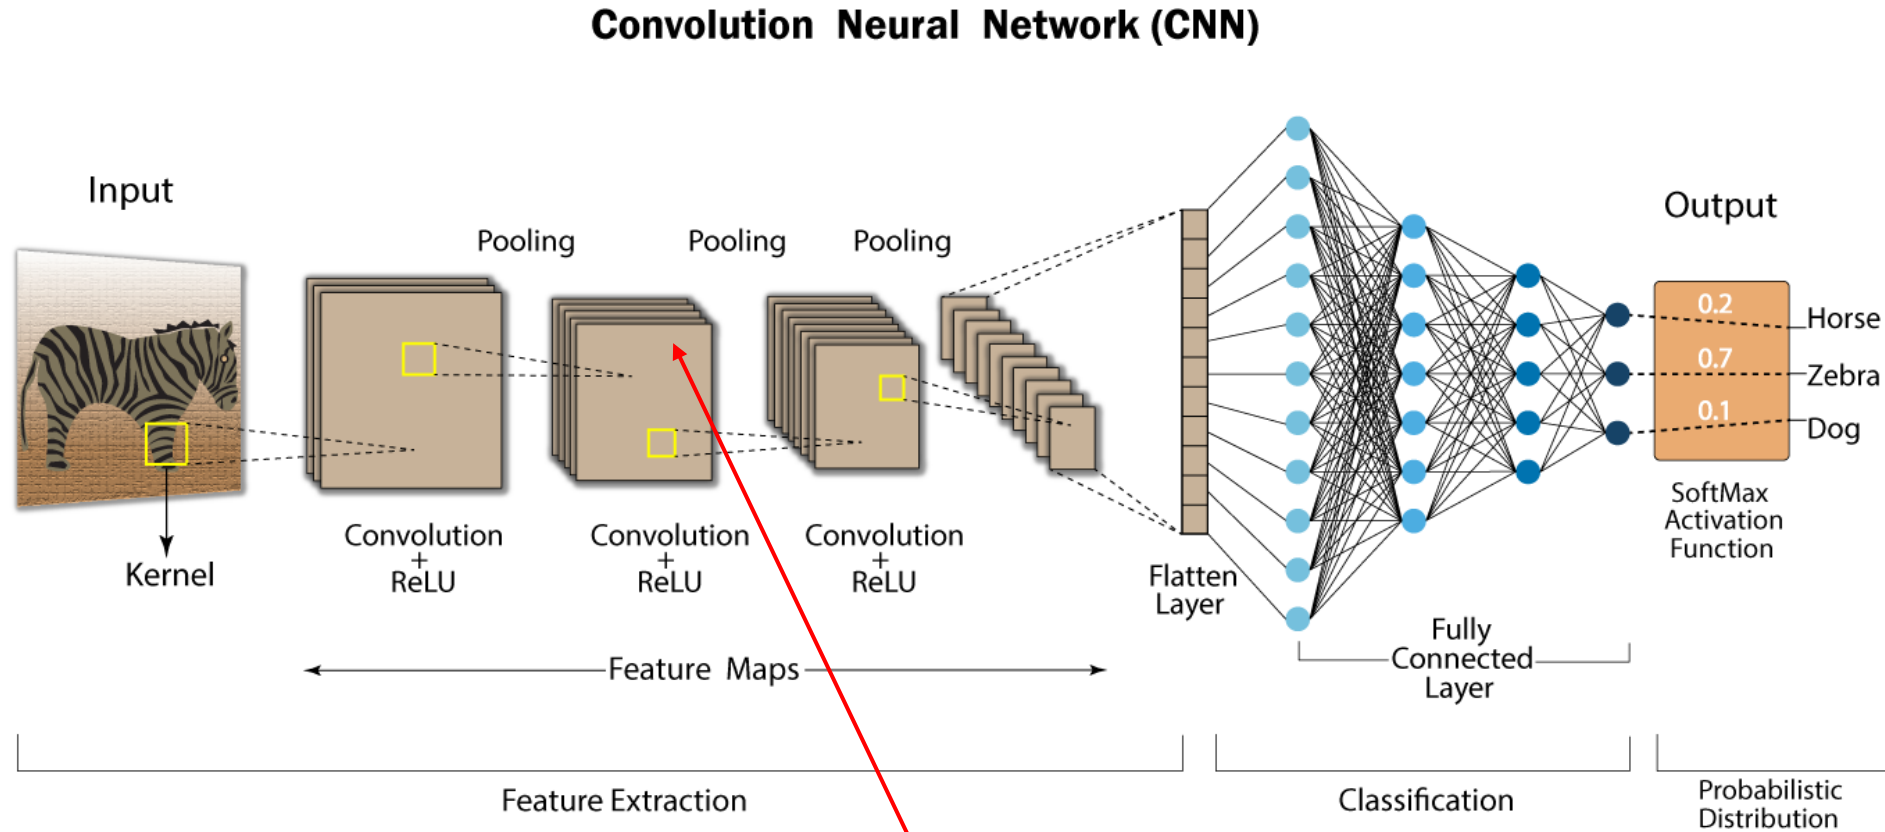 Convolution Neural Network (CNN)
Input
Pooling
Pooling
Pooling
Output
0.2
Horse
0.7
Zebra
0.1
Dog
Kernel
Convolution
+
ReLU
Convolution
+
ReLU
Convolution
+
ReLU
Flatten
Layer
SoftMax
Activation
Function
Feature Maps
Fully
Connected
Layer
Feature Extraction
Classification
Probabilistic
Distribution